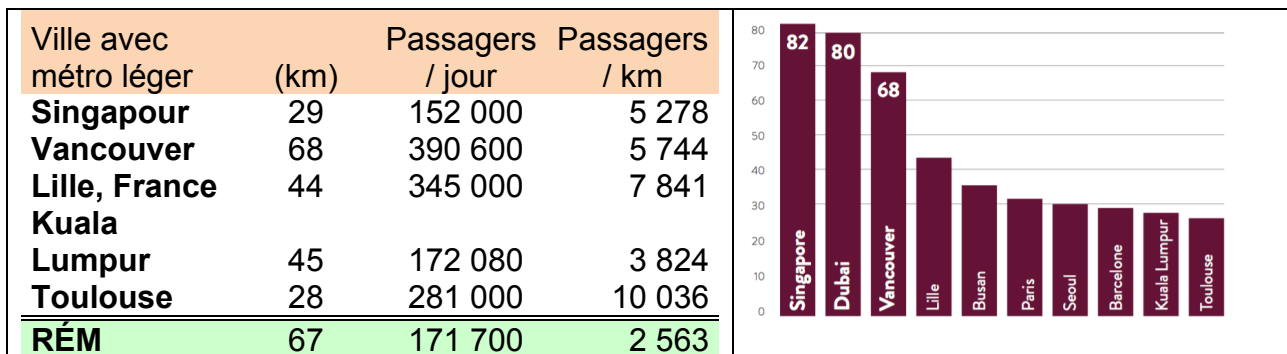 Ville avec Passagers Passagers
métro léger (km) / jour / km
Singapour 29 152 000 5 278
Vancouver 68 390 600 5 744
Lille, France 44 345 000 7 841
Kuala
Lumpur 45 172 080 3 824
Toulouse 28 281 000 10 036
RÉM 67 171 700 2 563
80
70
60
50
40
30
20
10
0
82
80
68
Singapore
Dubai
Vancouver
Lille
Busan
Paris
Seoul
Barcelone
Kuala Lumpur
Toulouse